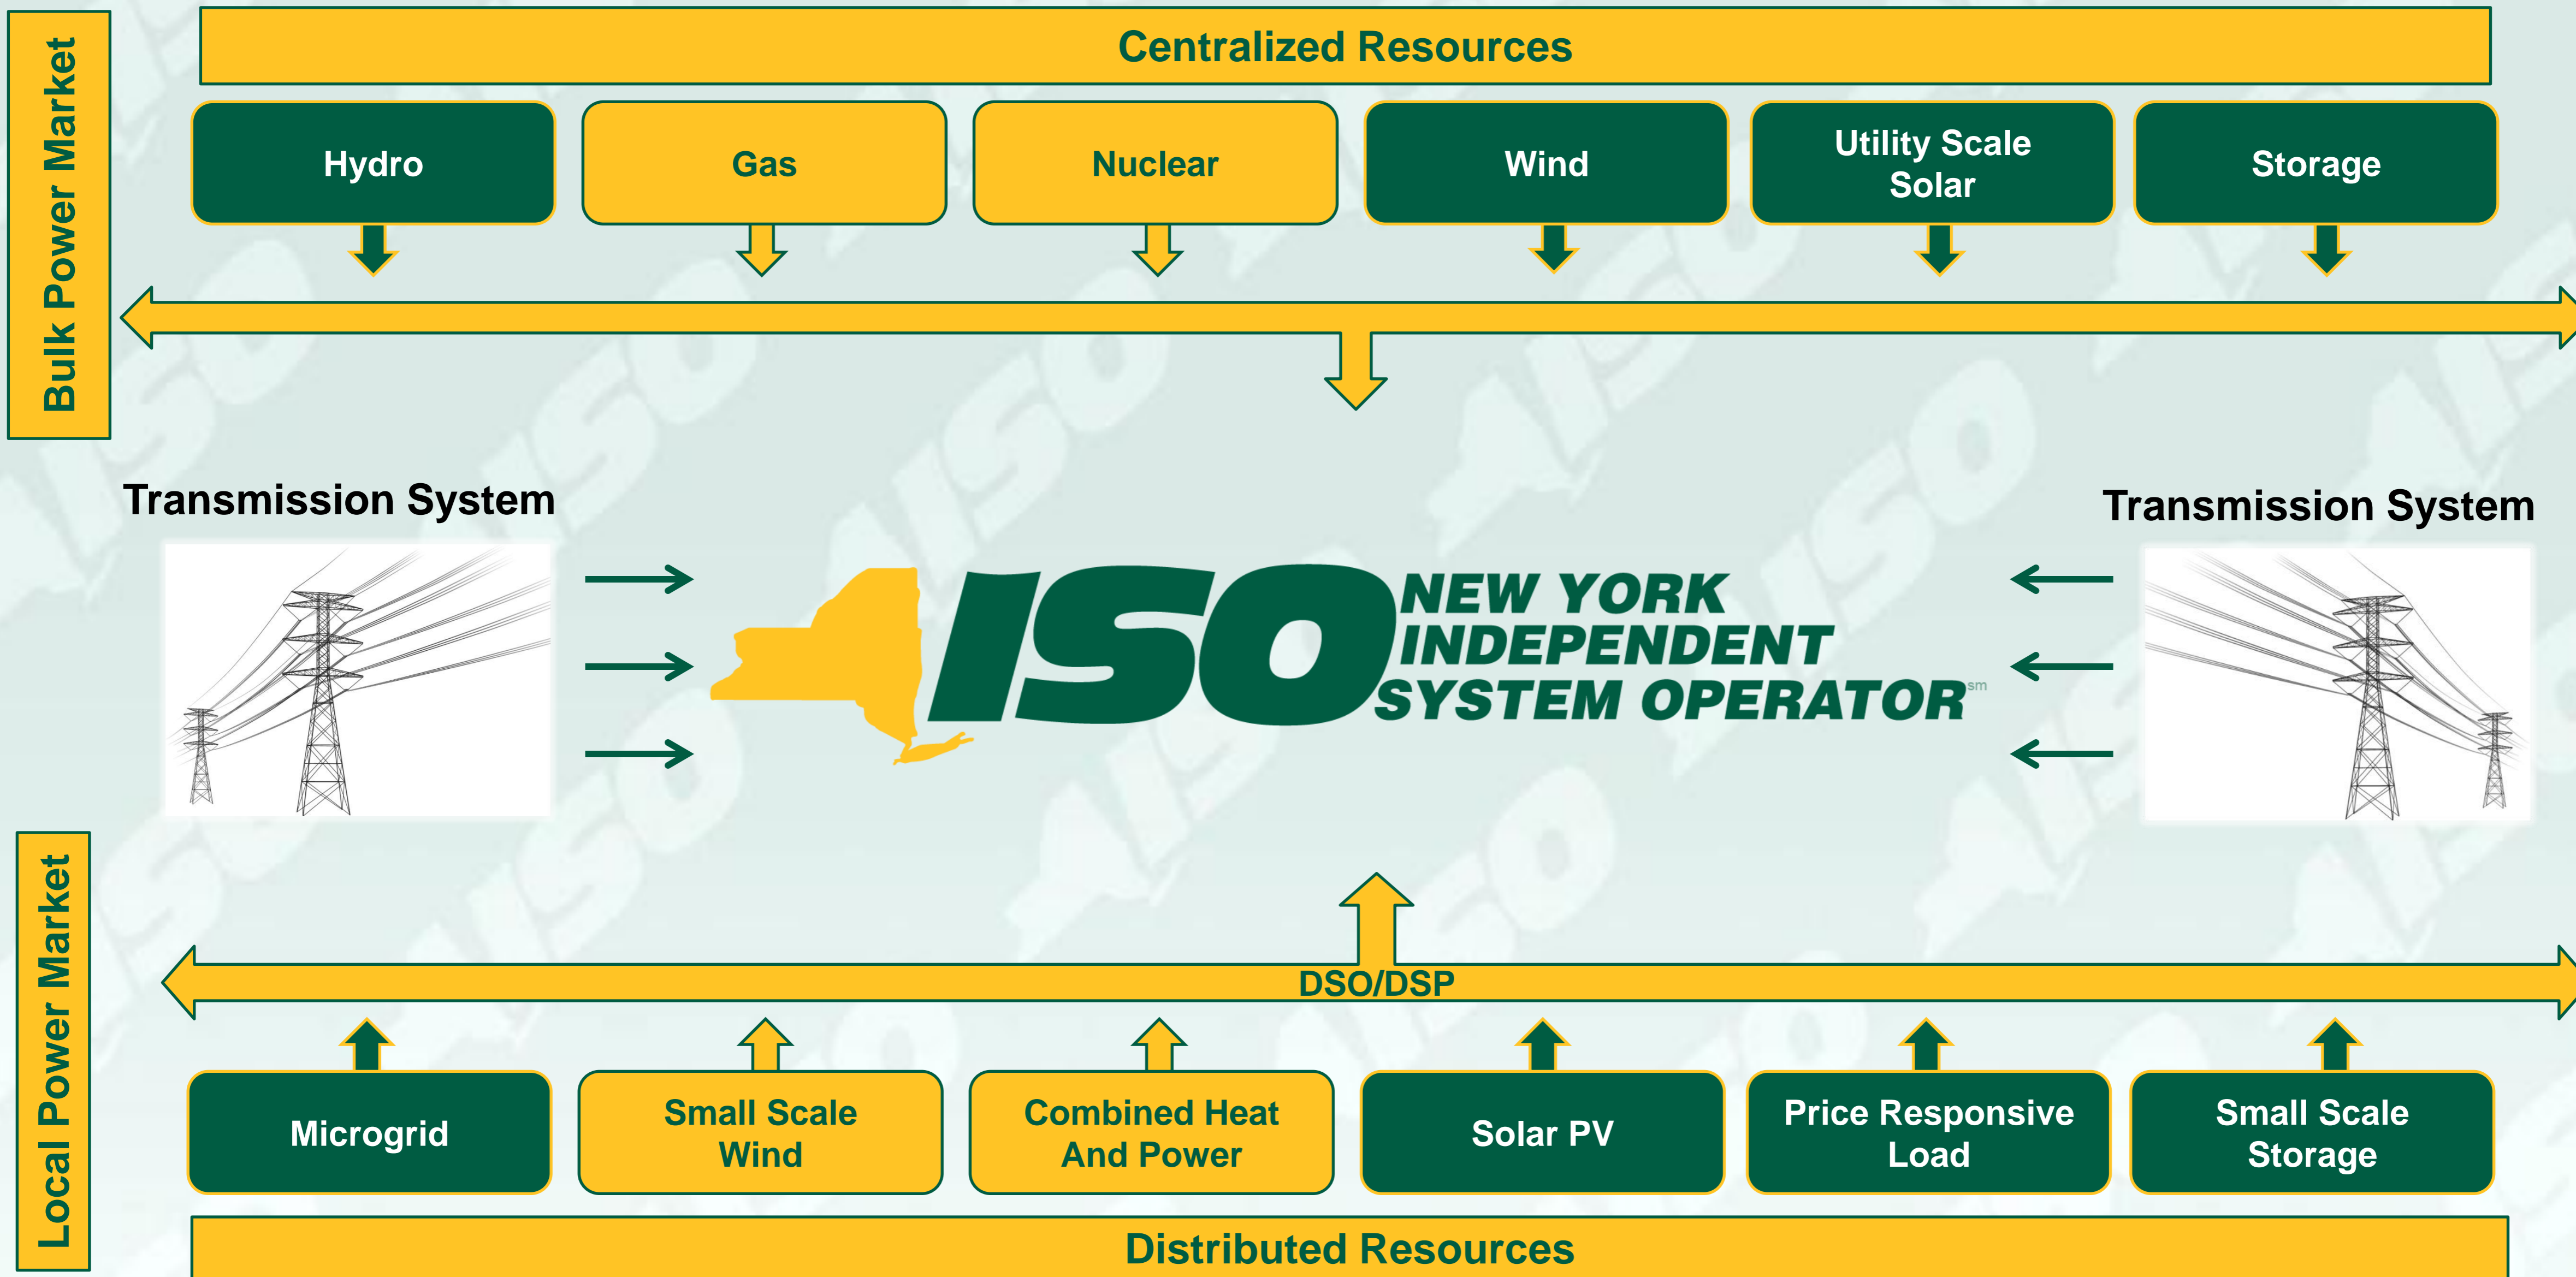 Bulk Power Market
Centralized Resources
Hydro
Gas
Nuclear
Wind
Utility Scale
Solar
Storage
Transmission System
Transmission System
ISO
NEW YORK
INDEPENDENT
SYSTEM OPERATOR
sm
Local Power Market
DSO/DSP
Microgrid
Small Scale
Wind
Combined Heat
And Power
Solar PV
Price Responsive
Load
Small Scale
Storage
Distributed Resources